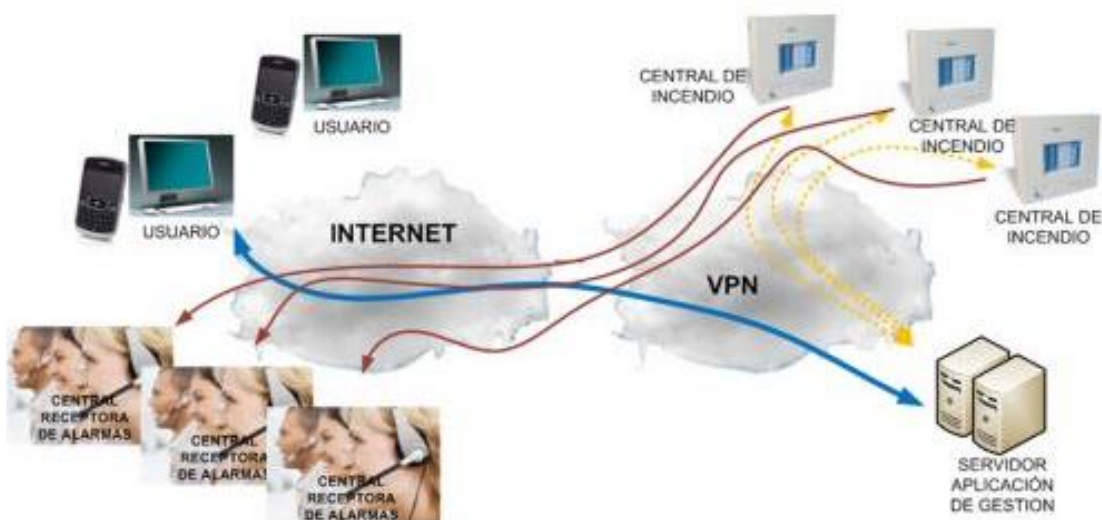 USUARIO
USUARIO
CENTRAL DE
INCENDIO
CENTRAL DE
INCENDIO
CENTRAL DE
INCENDIO
INTERNET
VPN
CENTRAL
RECEPTORA
DE ALARMAS
CENTRAL
RECEPTORA
DE ALARMAS
CENTRAL
RECEPTORA
DE ALARMAS
SERVIDOR
APLICACIÓN
DE GESTION